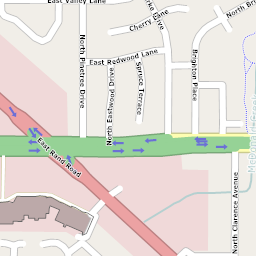 East Valley Lane
Cherry Lane
North Br
East Redwood Lane
North Pinetree Drive
North Eastwood Drive
Spruce Terrace
Brighton Place
East Rand Road
North Clarence Avenue